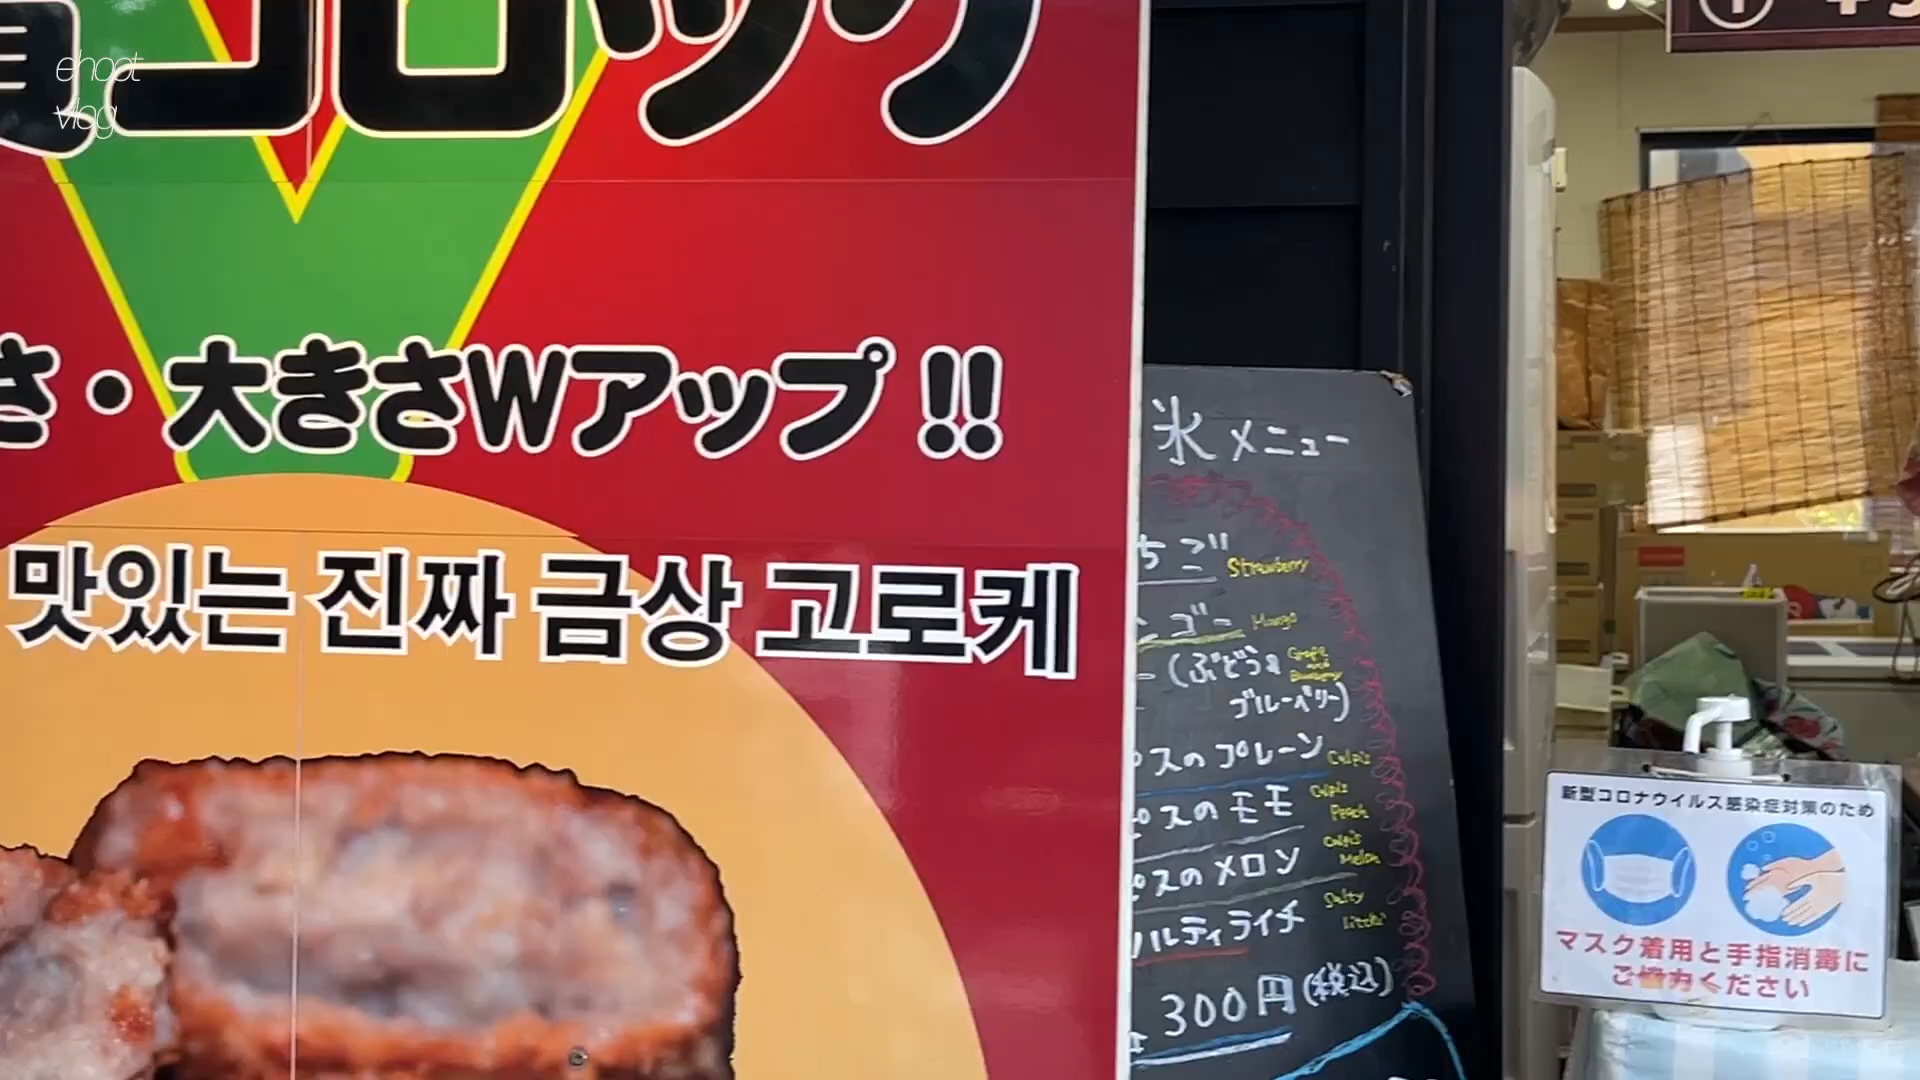 ehoot
vlog
コロッケ
さ・大きさWアップ!!
맛있는 진짜 금상 고로케
氷メニュー
ちご Strawberry
ンゴー Mango
ー(ぶどう& Grape and Blueberry
ブルーベリー)
ピスのプレーン Calpis
ピスのモモ Calpis Peach
ピスのメロン Calpis Melon
ソルティライチ Salty litchi
300円(税込)
新型コロナウイルス感染症対策のため
マスク着用と手指消毒に
ご協力ください